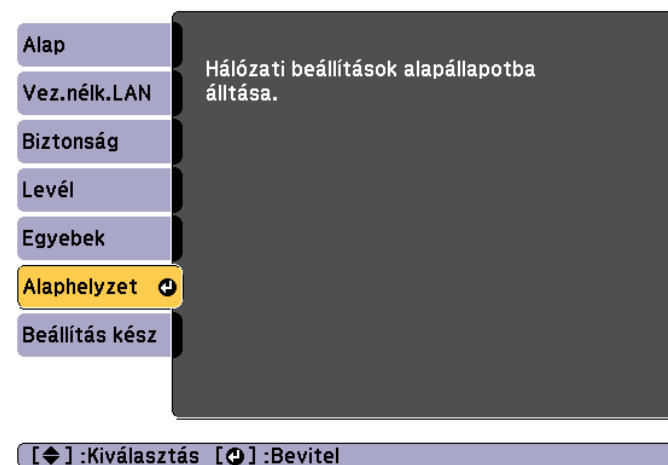 Alap
Vez.nélk.LAN
Biztonság
Levél
Egyebek
Alaphelyzet
Beállítás kész
Hálózati beállítások alapállapotba
álltása.
[◆] :Kiválasztás [↵] :Bevitel